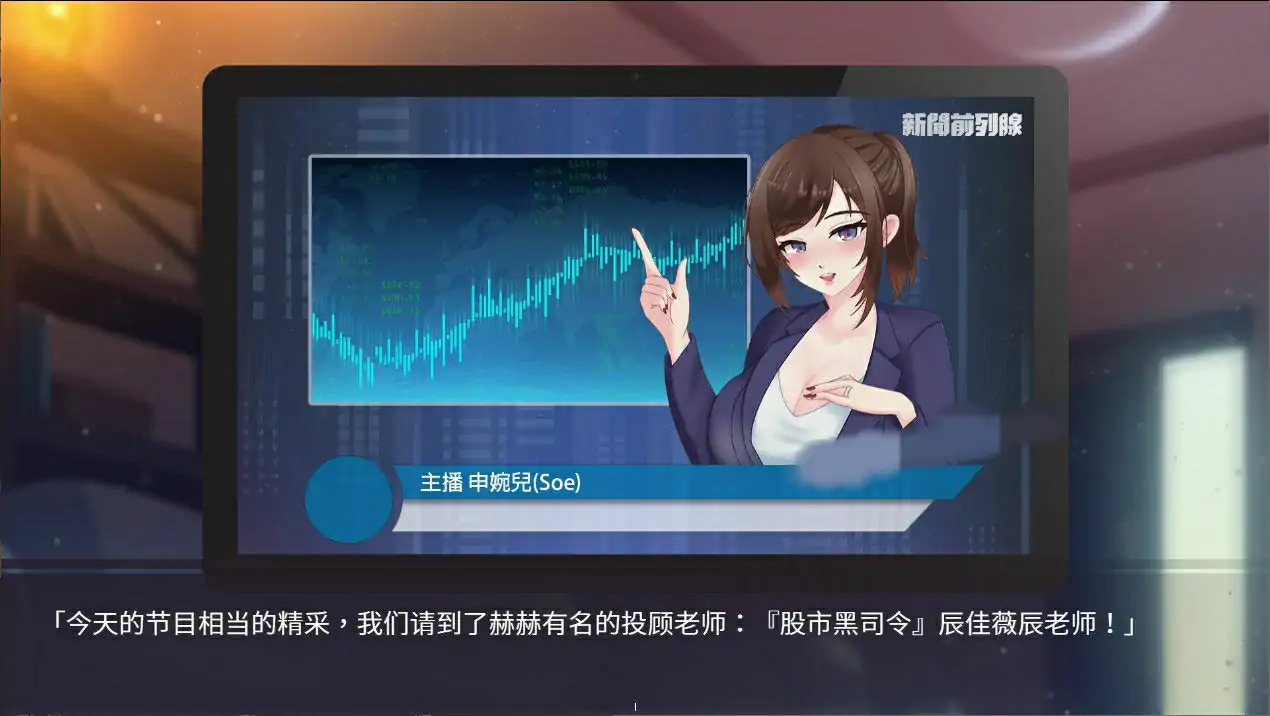 新聞前列線
主播 申婉兒(Soe)
「今天的节目相当的精采，我们请到了赫赫有名的投顾老师：『股市黑司令』辰佳薇辰老师！」